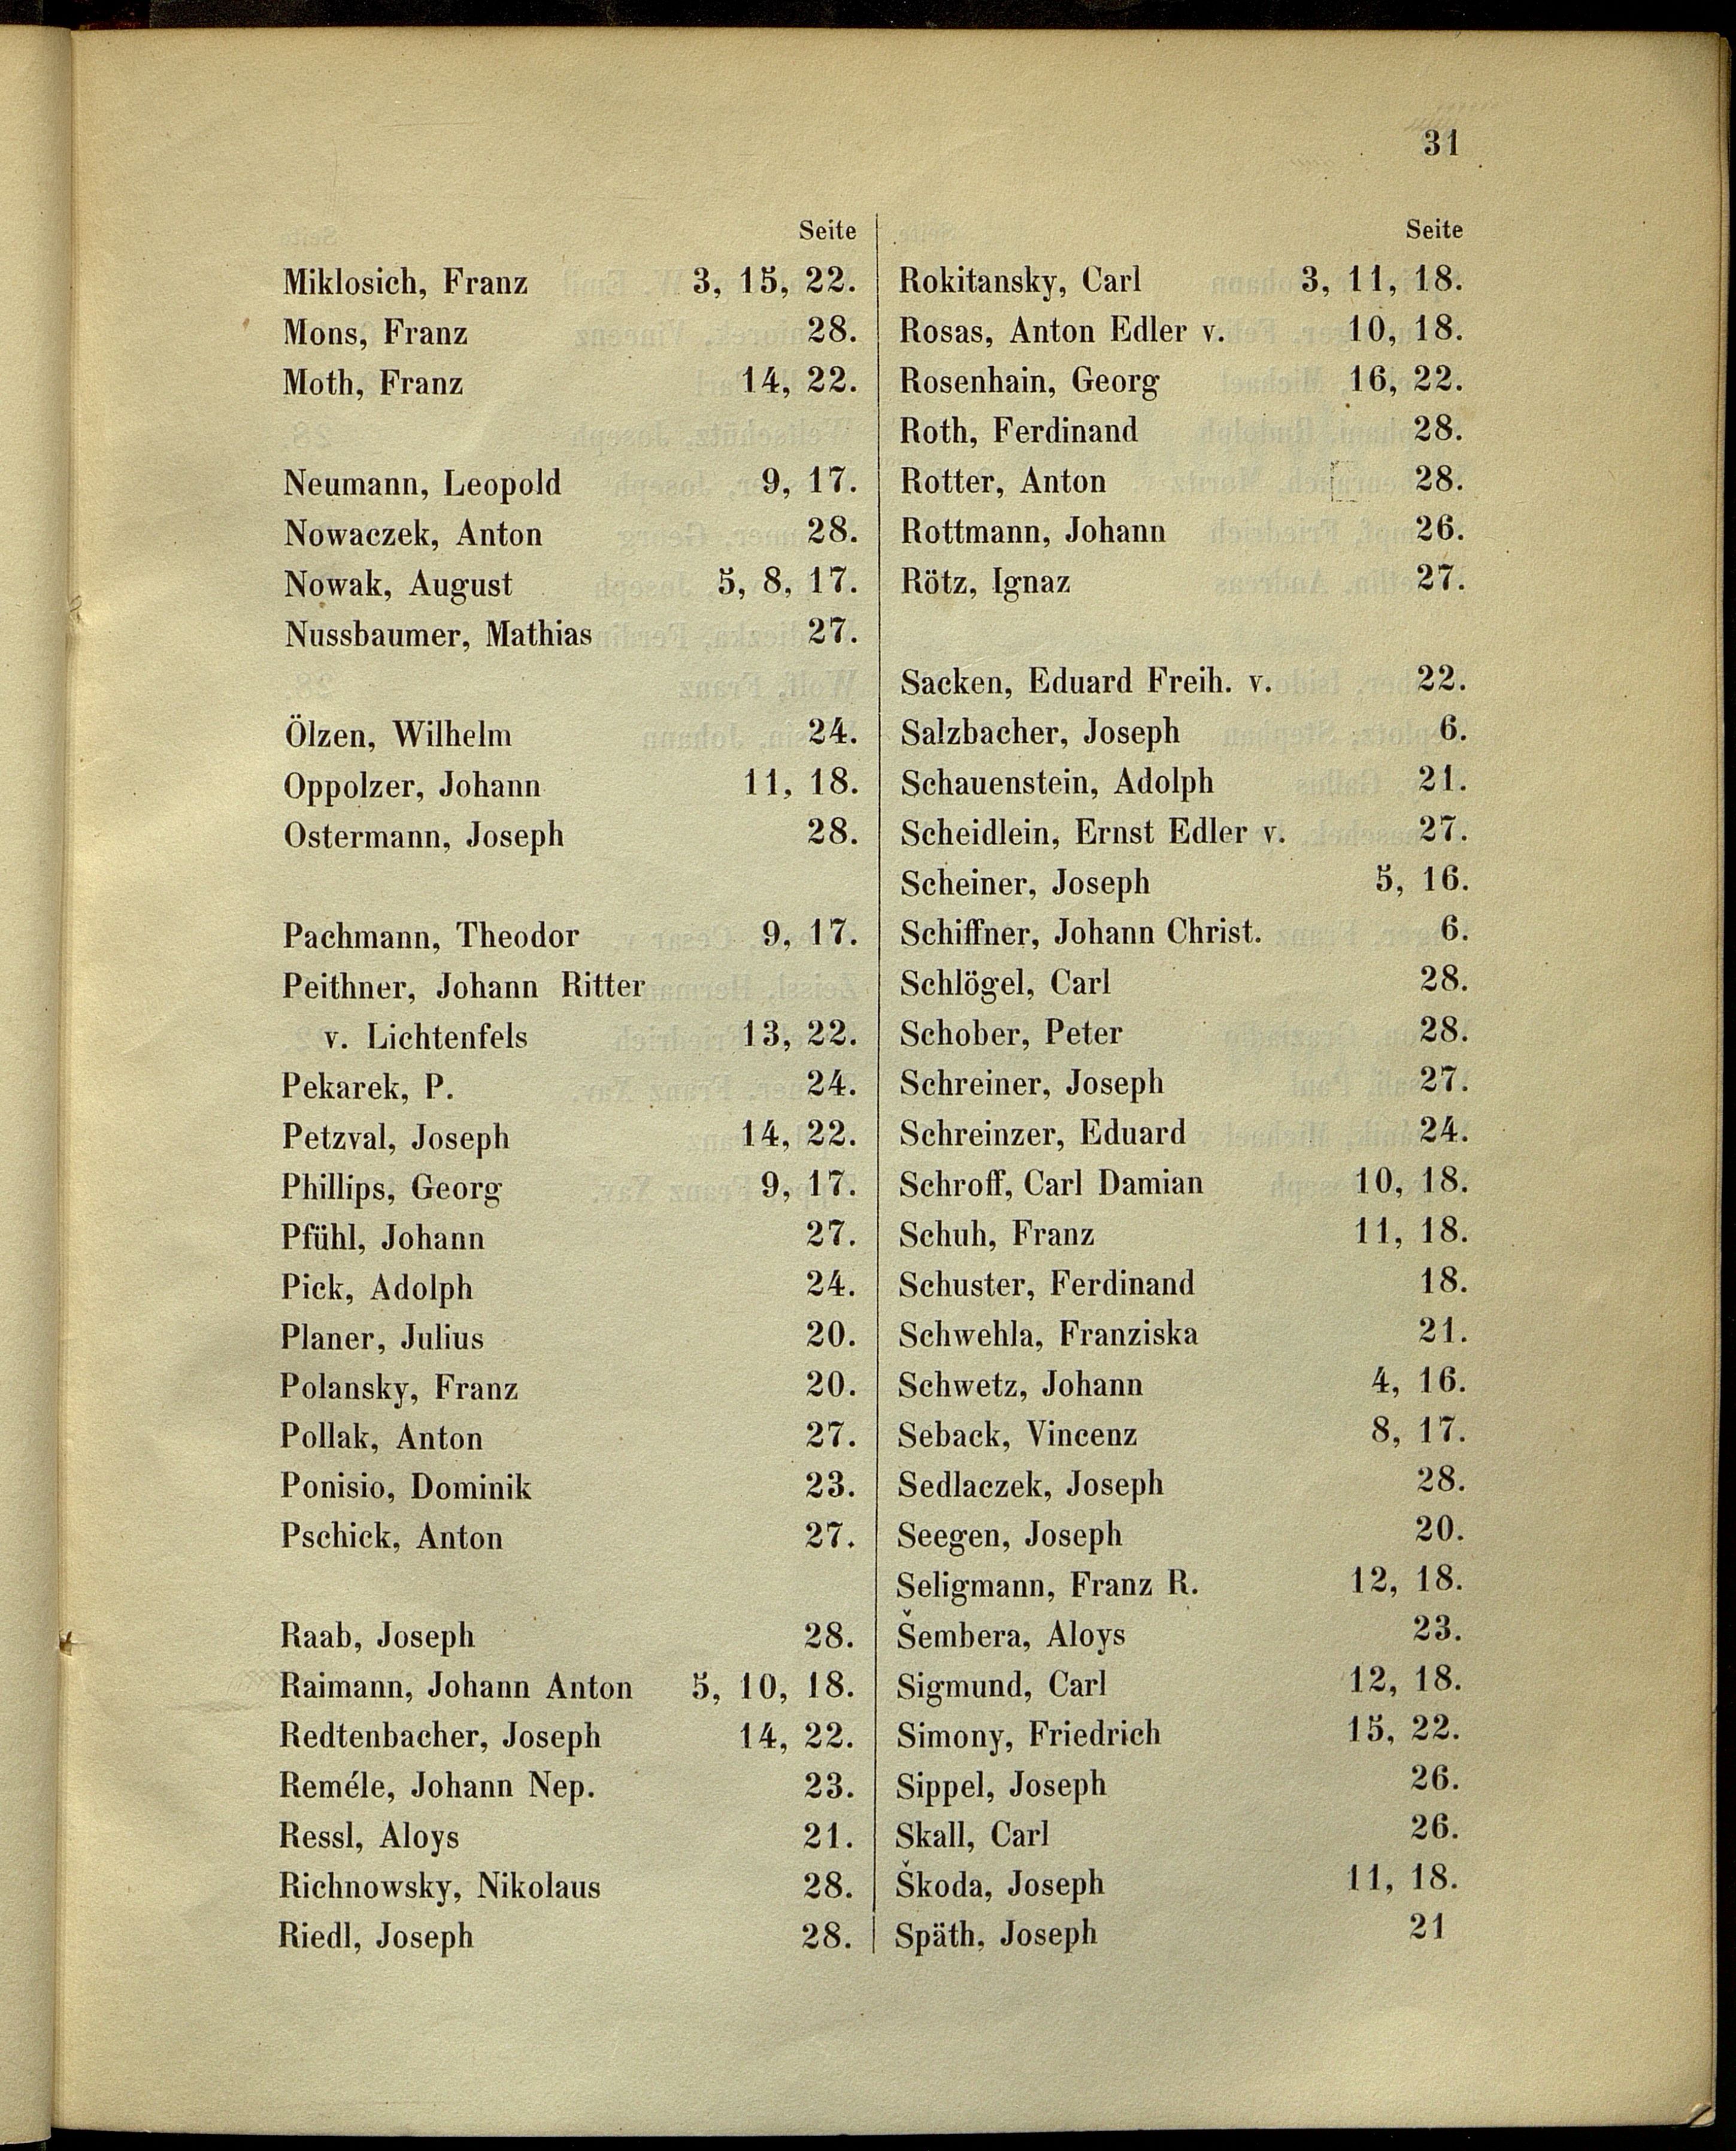 31
Seite
Miklosich, Franz 3, 15, 22.
Mons, Franz 28.
Moth, Franz 14, 22.
Neumann, Leopold 9, 17.
Nowaczek, Anton 28.
Nowak, August 5, 8, 17.
Nussbaumer, Mathias 27.
Ölzen, Wilhelm 24.
Oppolzer, Johann 11, 18.
Ostermann, Joseph 28.
Pachmann, Theodor 9, 17.
Peithner, Johann Ritter
v. Lichtenfels 13, 22.
Pekarek, P. 24.
Petzval, Joseph 14, 22.
Phillips, Georg 9, 17.
Pfühl, Johann 27.
Pick, Adolph 24.
Planer, Julius 20.
Polansky, Franz 20.
Pollak, Anton 27.
Ponisio, Dominik 23.
Pschick, Anton 27.
Raab, Joseph 28.
Raimann, Johann Anton 5, 10, 18.
Redtenbacher, Joseph 14, 22.
Reméle, Johann Nep. 23.
Ressl, Aloys 21.
Richnowsky, Nikolaus 28.
Riedl, Joseph 28.
Seite
Rokitansky, Carl 3, 11, 18.
Rosas, Anton Edler v. 10, 18.
Rosenhain, Georg 16, 22.
Roth, Ferdinand 28.
Rotter, Anton 28.
Rottmann, Johann 26.
Rötz, Ignaz 27.
Sacken, Eduard Freih. v. 22.
Salzbacher, Joseph 6.
Schauenstein, Adolph 21.
Scheidlein, Ernst Edler v. 27.
Scheiner, Joseph 5, 16.
Schiffner, Johann Christ. 6.
Schlögel, Carl 28.
Schober, Peter 28.
Schreiner, Joseph 27.
Schreinzer, Eduard 24.
Schroff, Carl Damian 10, 18.
Schuh, Franz 11, 18.
Schuster, Ferdinand 18.
Schwehla, Franziska 21.
Schwetz, Johann 4, 16.
Seback, Vincenz 8, 17.
Sedlaczek, Joseph 28.
Seegen, Joseph 20.
Seligmann, Franz R. 12, 18.
Šembera, Aloys 23.
Sigmund, Carl 12, 18.
Simony, Friedrich 15, 22.
Sippel, Joseph 26.
Skall, Carl 26.
Škoda, Joseph 11, 18.
Späth, Joseph 21